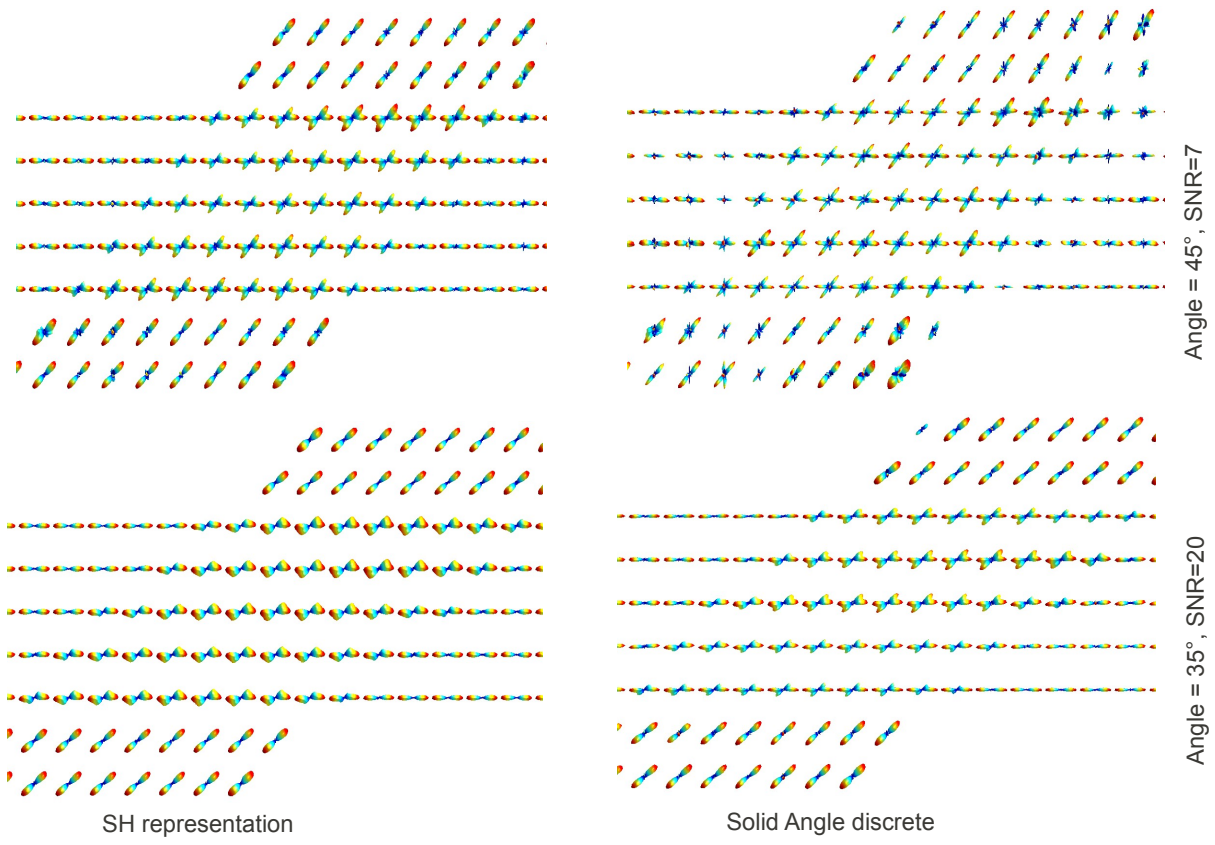 Angle = 45°, SNR=7
Angle = 35°, SNR=20
SH representation
Solid Angle discrete